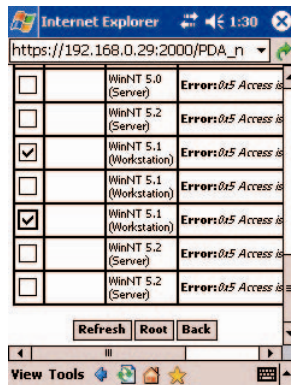 Internet Explorer 1:30
https://192.168.0.29:2000/PDA_n
WinNT 5.0
(Server)
Error:0x5 Access is
WinNT 5.2
(Server)
Error:0x5 Access is
WinNT 5.1
(Workstation)
Error:0x5 Access is
WinNT 5.1
(Workstation)
Error:0x5 Access is
WinNT 5.1
(Workstation)
Error:0x5 Access is
WinNT 5.2
(Server)
Error:0x5 Access is
WinNT 5.2
(Server)
Error:0x5 Access is
Refresh Root Back
View Tools